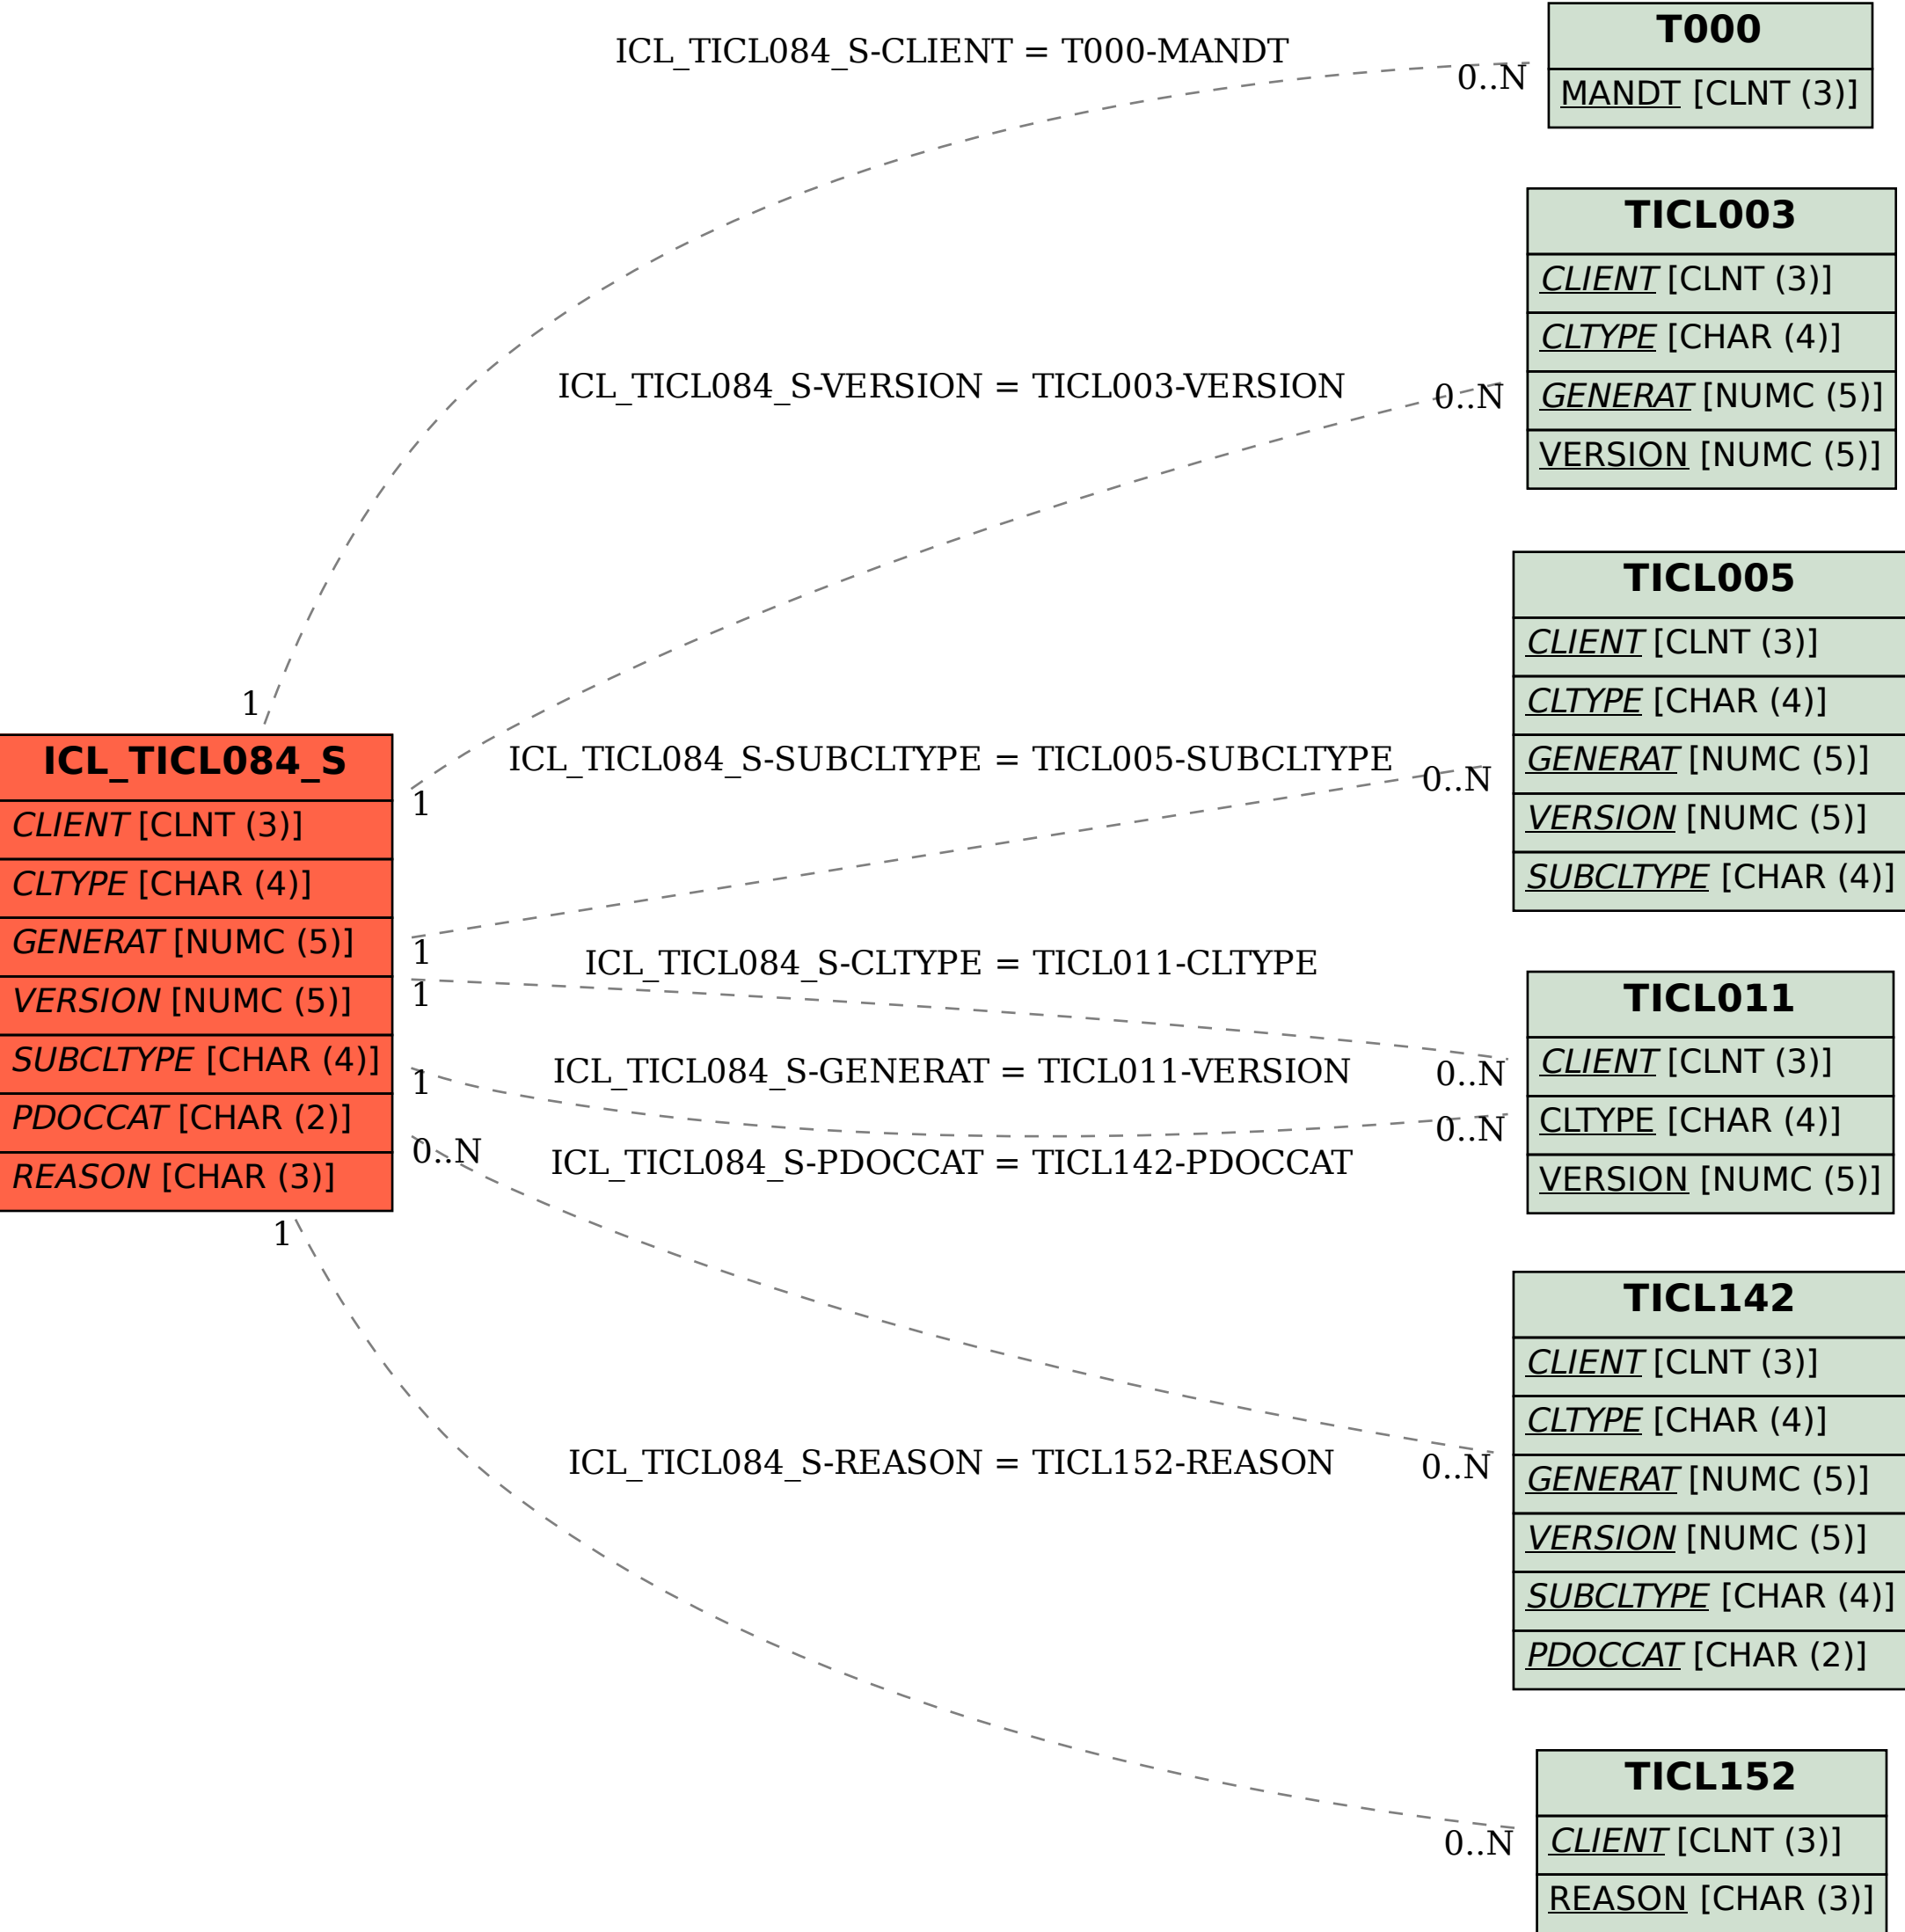 ICL_TICL084_S-CLIENT = T000-MANDT
0..N
1
T000
MANDT [CLNT (3)]
ICL_TICL084_S-VERSION = TICL003-VERSION
0..N
1
TICL003
CLIENT [CLNT (3)]
CLTYPE [CHAR (4)]
GENERAT [NUMC (5)]
VERSION [NUMC (5)]
ICL_TICL084_S-SUBCLTYPE = TICL005-SUBCLTYPE
0..N
1
TICL005
CLIENT [CLNT (3)]
CLTYPE [CHAR (4)]
GENERAT [NUMC (5)]
VERSION [NUMC (5)]
SUBCLTYPE [CHAR (4)]
ICL_TICL084_S
CLIENT [CLNT (3)]
CLTYPE [CHAR (4)]
GENERAT [NUMC (5)]
VERSION [NUMC (5)]
SUBCLTYPE [CHAR (4)]
PDOCCAT [CHAR (2)]
REASON [CHAR (3)]
ICL_TICL084_S-CLTYPE = TICL011-CLTYPE
1
0..N
ICL_TICL084_S-GENERAT = TICL011-VERSION
1
0..N
TICL011
CLIENT [CLNT (3)]
CLTYPE [CHAR (4)]
VERSION [NUMC (5)]
ICL_TICL084_S-PDOCCAT = TICL142-PDOCCAT
0..N
0..N
TICL142
CLIENT [CLNT (3)]
CLTYPE [CHAR (4)]
GENERAT [NUMC (5)]
VERSION [NUMC (5)]
SUBCLTYPE [CHAR (4)]
PDOCCAT [CHAR (2)]
ICL_TICL084_S-REASON = TICL152-REASON
1
0..N
TICL152
CLIENT [CLNT (3)]
REASON [CHAR (3)]